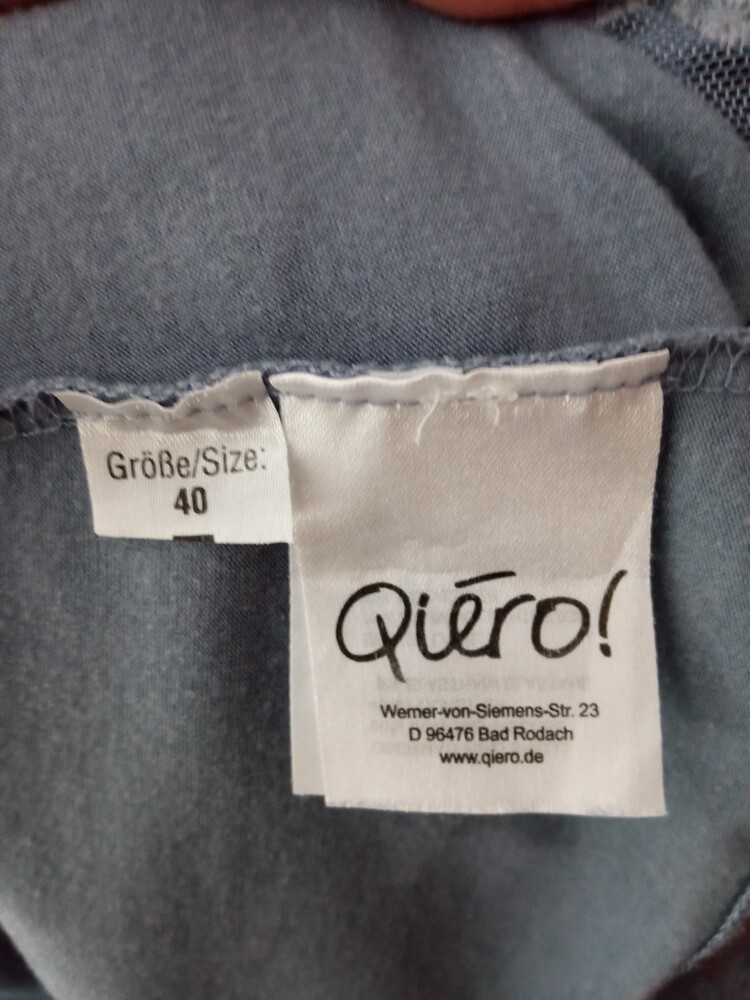 Größe/Size:
40
Qiéro!
Werner-von-Siemens-Str. 23
D 96476 Bad Rodach
www.qiero.de